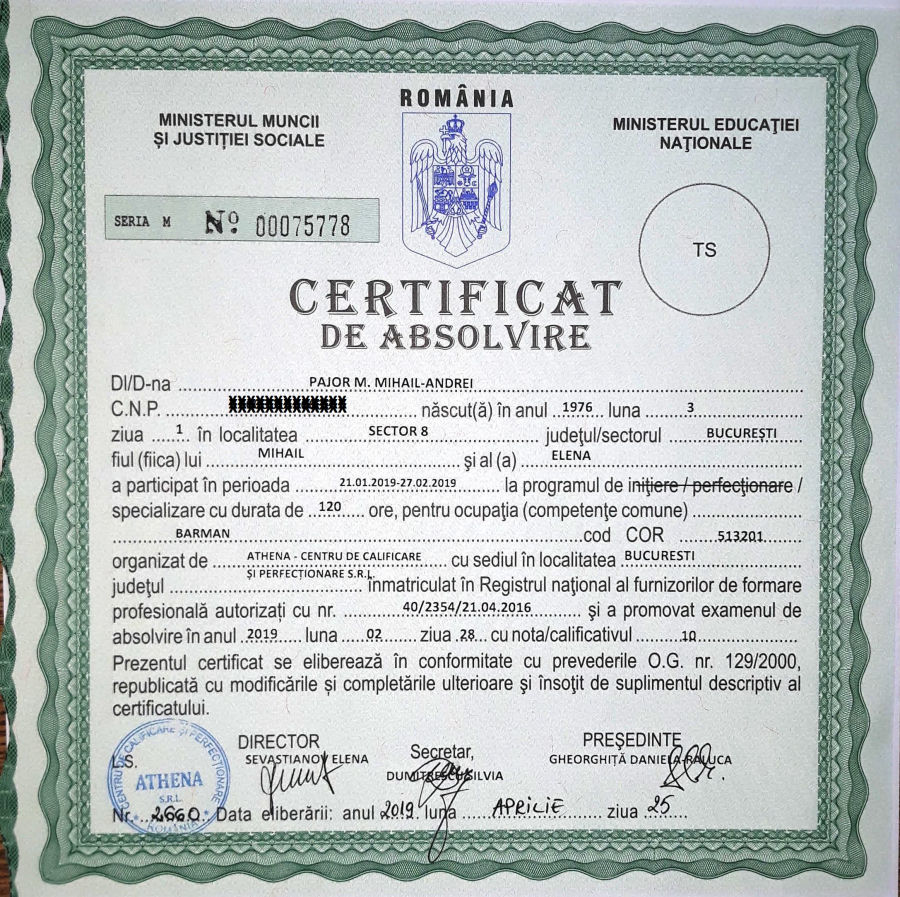 ROMÂNIA
MINISTERUL MUNCII
ȘI JUSTIȚIEI SOCIALE
MINISTERUL EDUCAŢIEI
NAŢIONALE
SERIA M Nº 00075778
TS
CERTIFICAT
DE ABSOLVIRE
Dl/D-na PAJOR M. MIHAIL-ANDREI
C.N.P. născut(ă) în anul 1976 luna 3
ziua 1 în localitatea SECTOR 8 judeţul/sectorul BUCUREŞTI
fiul (fiica) lui MIHAIL şi al (a) ELENA
a participat în perioada 21.01.2019-27.02.2019 la programul de iniţiere / perfecţionare /
specializare cu durata de 120 ore, pentru ocupaţia (competenţe comune)
BARMAN cod COR 513201
organizat de ATHENA - CENTRU DE CALIFICARE cu sediul în localitatea BUCURESTI
ŞI PERFECŢIONARE S.R.L.
judeţul înmatriculat în Registrul naţional al furnizorilor de formare
profesională autorizați cu nr. 40/2354/21.04.2016 şi a promovat examenul de
absolvire în anul 2019 luna 02 ziua 28 cu nota/calificativul 10
Prezentul certificat se eliberează în conformitate cu prevederile O.G. nr. 129/2000,
republicată cu modificările şi completările ulterioare şi însoţit de suplimentul descriptiv al
certificatului.
DIRECTOR Secretar, PREŞEDINTE
L.S. SEVASTIANOV ELENA DUMITRESCU SILVIA GHEORGHIŢĂ DANIELA-RALUCA
CENTRU DE CALIFICARE ŞI PERFECŢIONARE
ATHENA
S.R.L.
ROMÂNIA
Nr. 2660 Data eliberării: anul 2019 luna APRILIE ziua 25